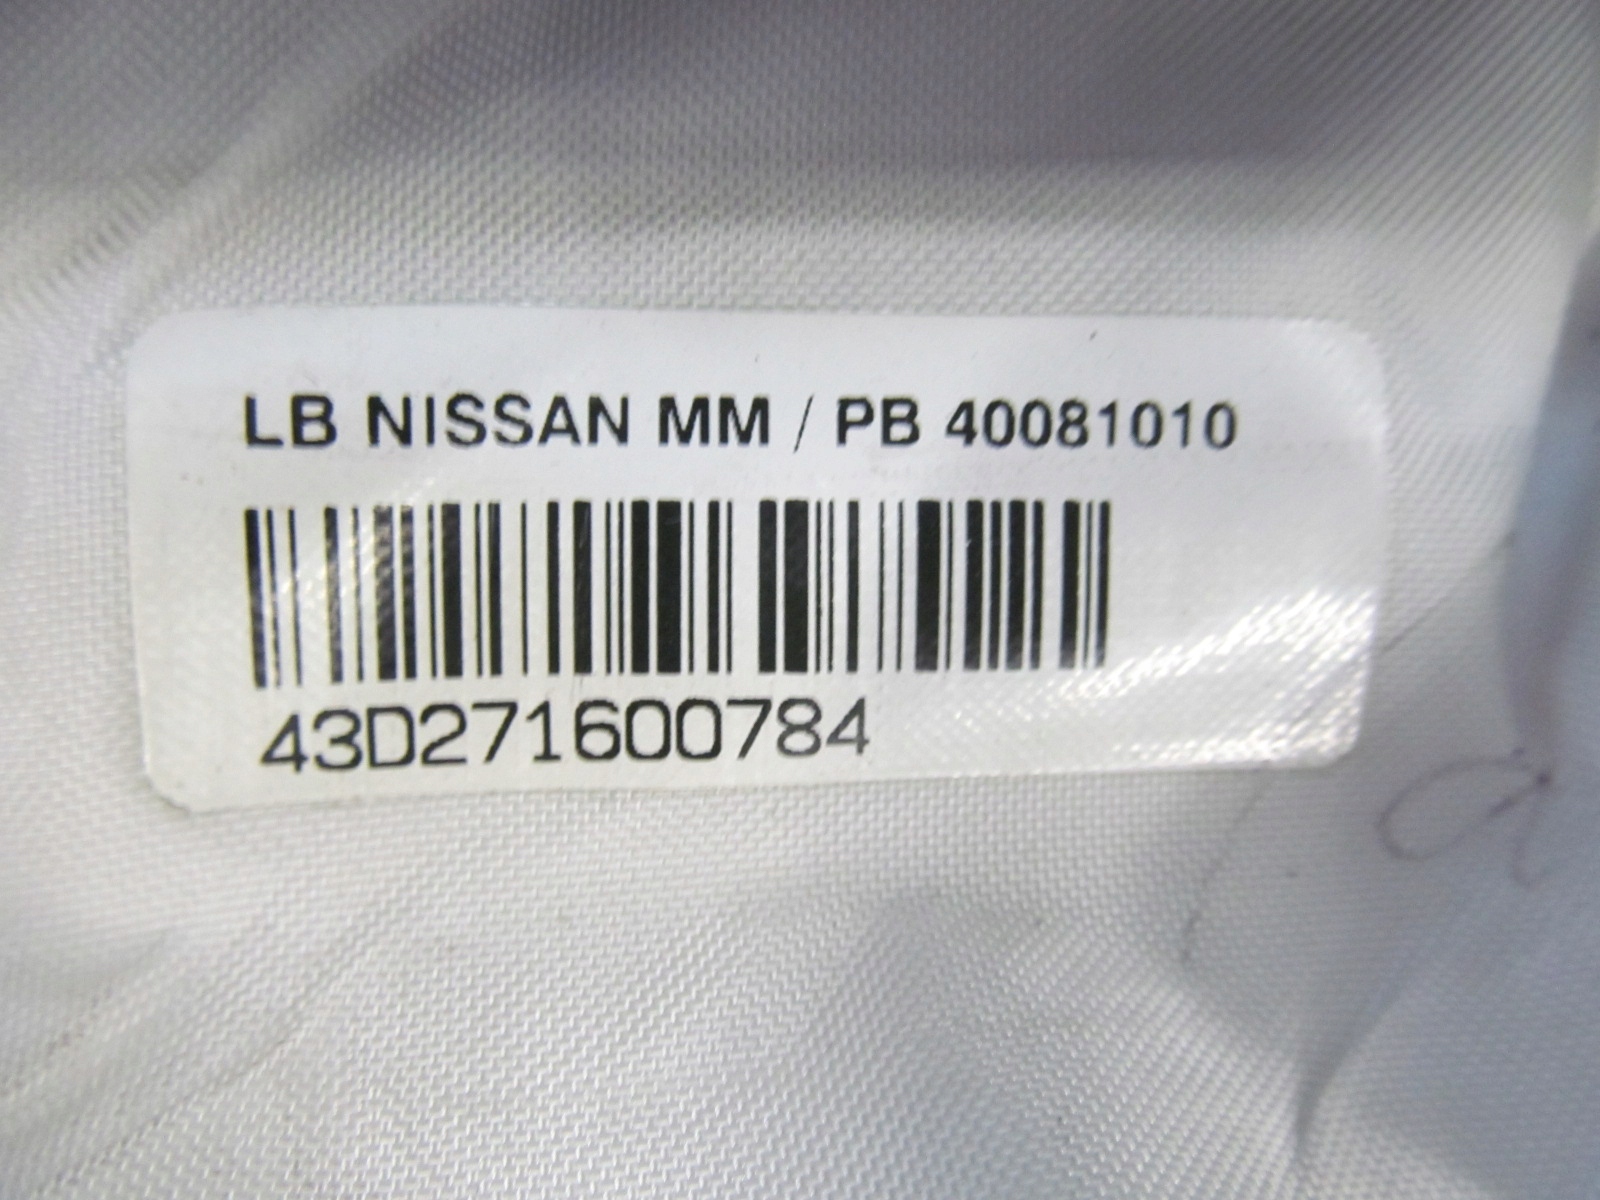 LB NISSAN MM / PB 40081010
43D271600784